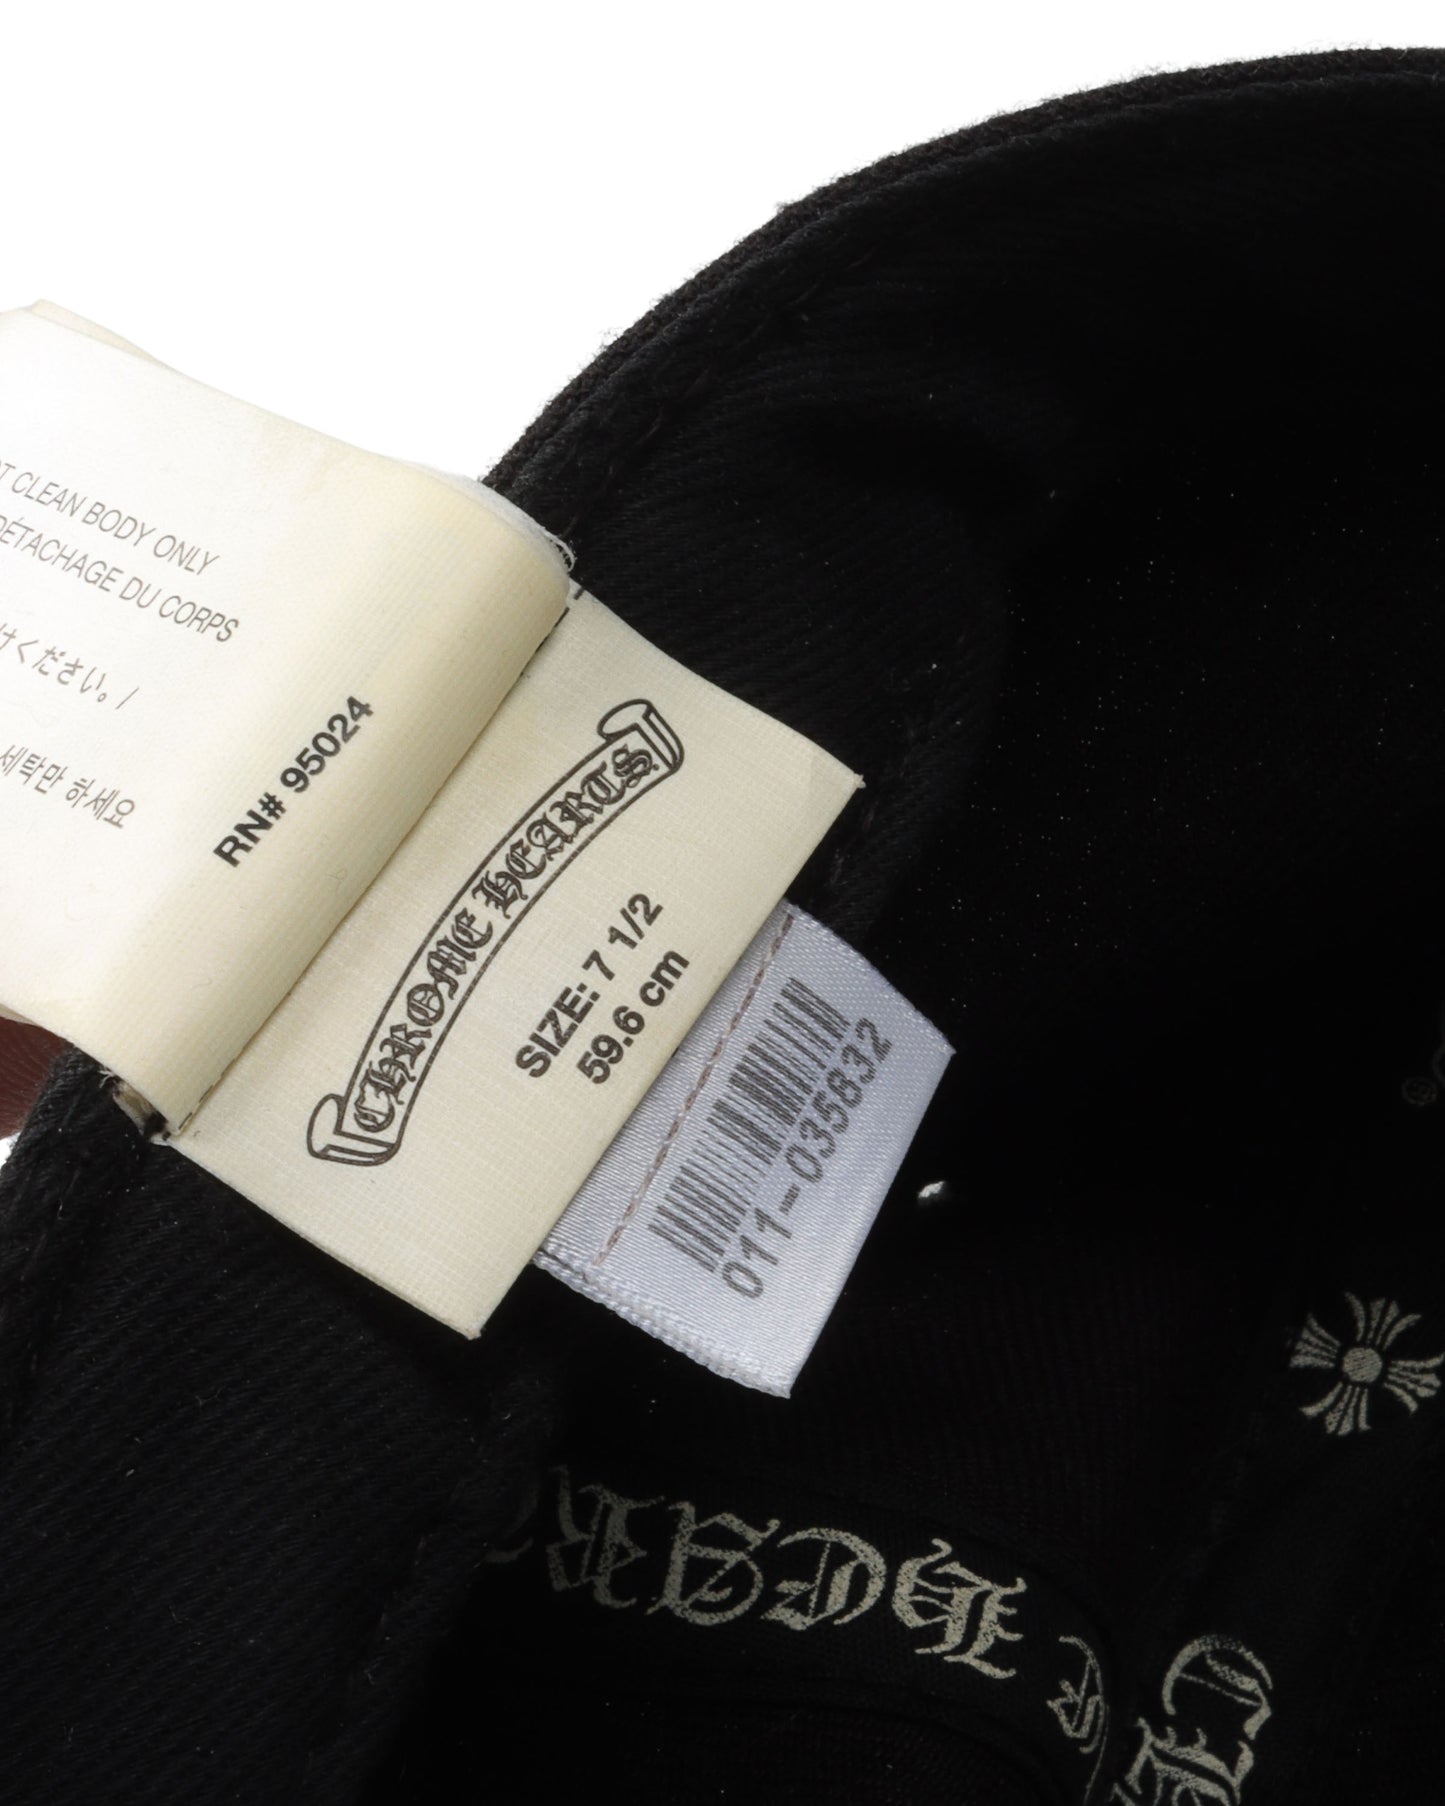 CLEAN BODY ONLY
DÉTACHAGE DU CORPS
ください。/
세탁만 하세요
RN# 95024
CHROME HEARTS
SIZE: 7 1/2
59.6 cm
011-035832